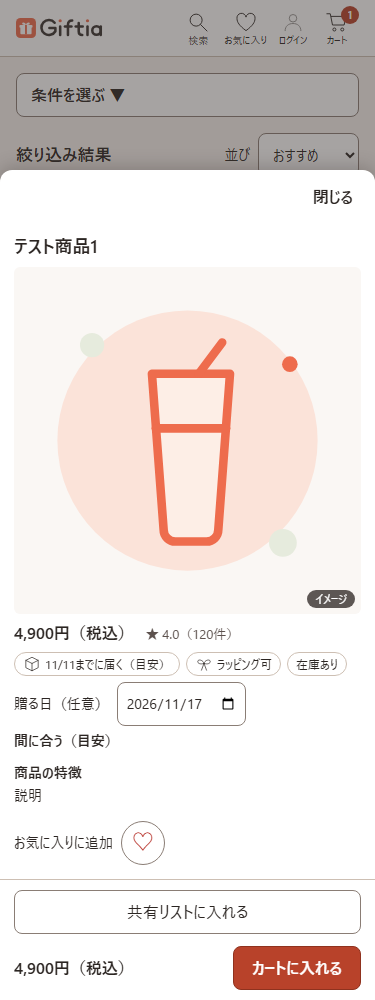 Giftia
検索
お気に入り
ログイン
カート
1
条件を選ぶ ▼
絞り込み結果
並び
おすすめ
閉じる
テスト商品1
イメージ
4,900円（税込）
★ 4.0（120件）
11/11までに届く（目安）
ラッピング可
在庫あり
贈る日（任意）
2026/11/17
間に合う（目安）
商品の特徴
説明
お気に入りに追加
共有リストに入れる
4,900円（税込）
カートに入れる